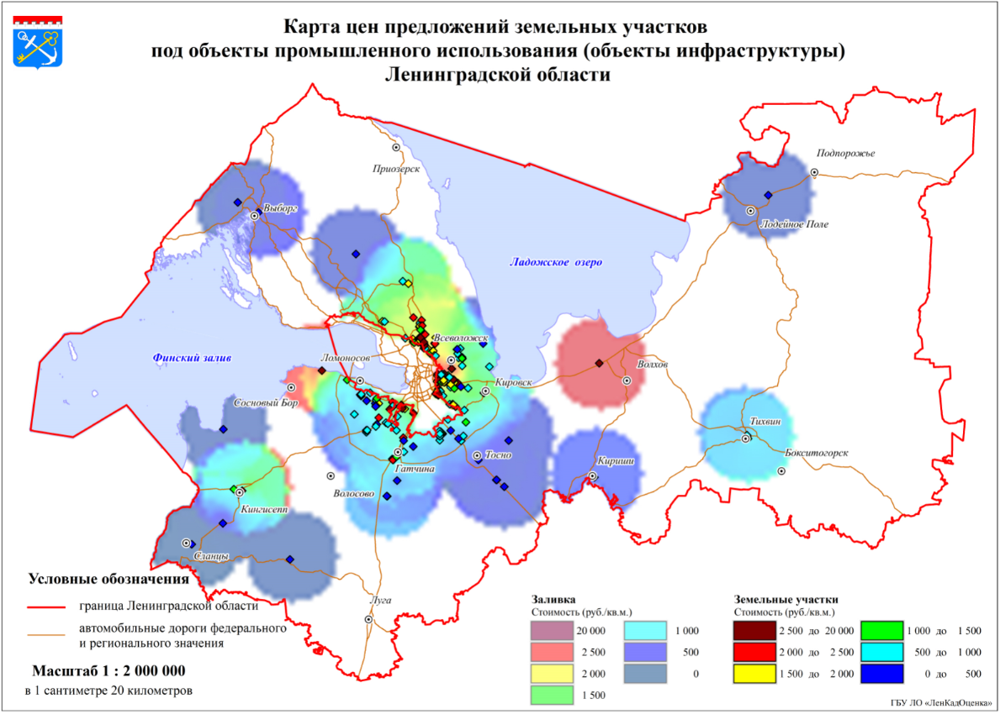 Карта цен предложений земельных участков
под объекты промышленного использования (объекты инфраструктуры)
Ленинградской области
Подпорожье
Приозерск
Выборг
Лодейное Поле
Ладожское озеро
Всеволожск
Финский залив
Ломоносов
Волхов
Кировск
Сосновый Бор
Тихвин
Тосно
Кириши
Бокситогорск
Гатчина
Волосово
Кингисепп
Сланцы
Луга
Условные обозначения
граница Ленинградской области
автомобильные дороги федерального
и регионального значения
Масштаб 1 : 2 000 000
в 1 сантиметре 20 километров
Заливка
Стоимость (руб./кв.м.)
20 000
2 500
2 000
1 500
1 000
500
0
Земельные участки
Стоимость (руб./кв.м.)
2 500 до 20 000
2 000 до 2 500
1 500 до 2 000
1 000 до 1 500
500 до 1 000
0 до 500
ГБУ ЛО «ЛенКадОценка»